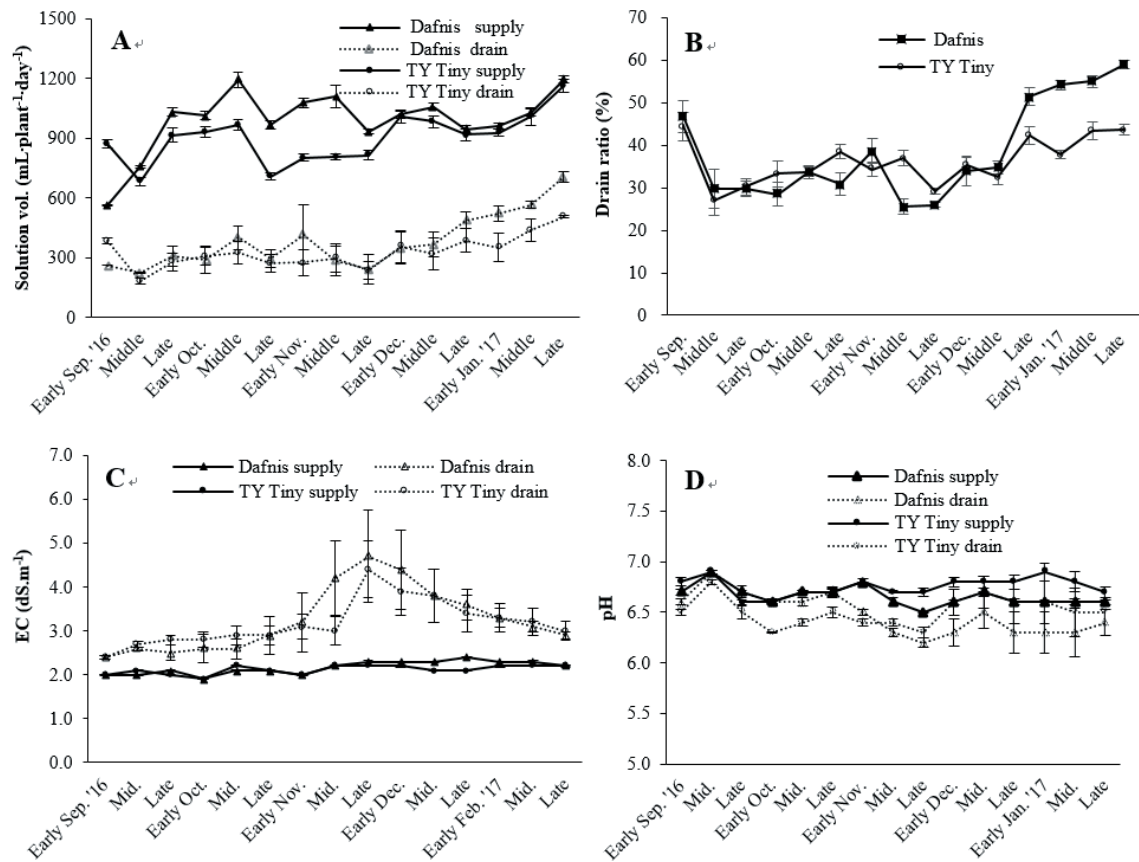 A
Dafnis supply
Dafnis drain
TY Tiny supply
TY Tiny drain
Solution vol. (mL·plant⁻¹·day⁻¹)
1500
1200
900
600
300
0
Early Sep. '16
Middle
Late
Early Oct.
Middle
Late
Early Nov.
Middle
Late
Early Dec.
Middle
Late
Early Jan. '17
Middle
Late
B
Dafnis
TY Tiny
Drain ratio (%)
70
60
50
40
30
20
10
0
Early Sep.
Middle
Late
Early Oct.
Middle
Late
Early Nov.
Middle
Late
Early Dec.
Middle
Late
Early Jan. '17
Middle
Late
C
Dafnis supply
Dafnis drain
TY Tiny supply
TY Tiny drain
EC (dS.m⁻¹)
7.0
6.0
5.0
4.0
3.0
2.0
1.0
0.0
Early Sep. '16
Mid.
Late
Early Oct.
Mid.
Late
Early Nov.
Mid.
Late
Early Dec.
Mid.
Late
Early Feb. '17
Mid.
Late
D
Dafnis supply
Dafnis drain
TY Tiny supply
TY Tiny drain
pH
8.0
7.5
7.0
6.5
6.0
5.5
5.0
Early Sep. '16
Mid.
Late
Early Oct.
Mid.
Late
Early Nov.
Mid.
Late
Early Dec.
Mid.
Late
Early Jan. '17
Mid.
Late